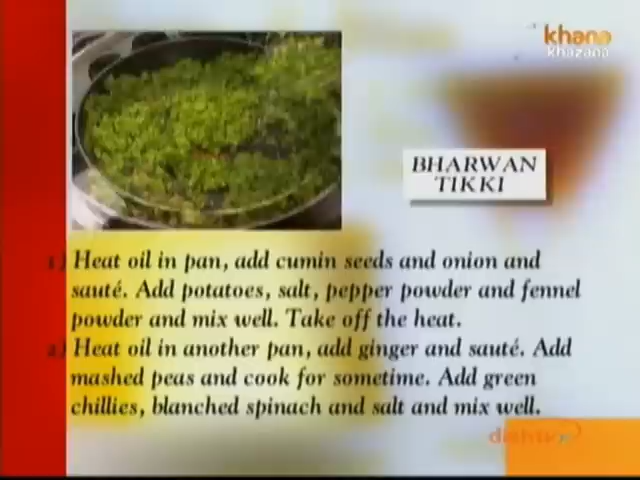 khana
khazana
BHARWAN
TIKKI
1) Heat oil in pan, add cumin seeds and onion and
sauté. Add potatoes, salt, pepper powder and fennel
powder and mix well. Take off the heat.
2) Heat oil in another pan, add ginger and sauté. Add
mashed peas and cook for sometime. Add green
chillies, blanched spinach and salt and mix well.